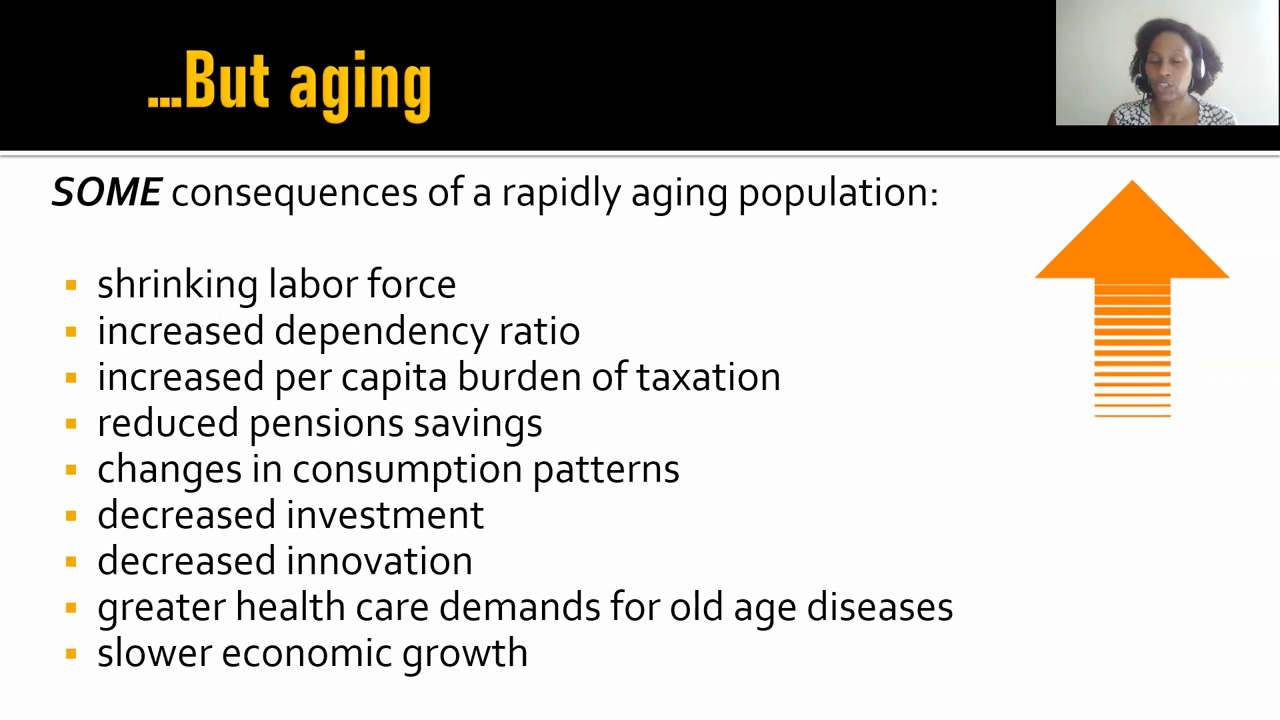 ...But aging
SOME consequences of a rapidly aging population:
shrinking labor force
increased dependency ratio
increased per capita burden of taxation
reduced pensions savings
changes in consumption patterns
decreased investment
decreased innovation
greater health care demands for old age diseases
slower economic growth